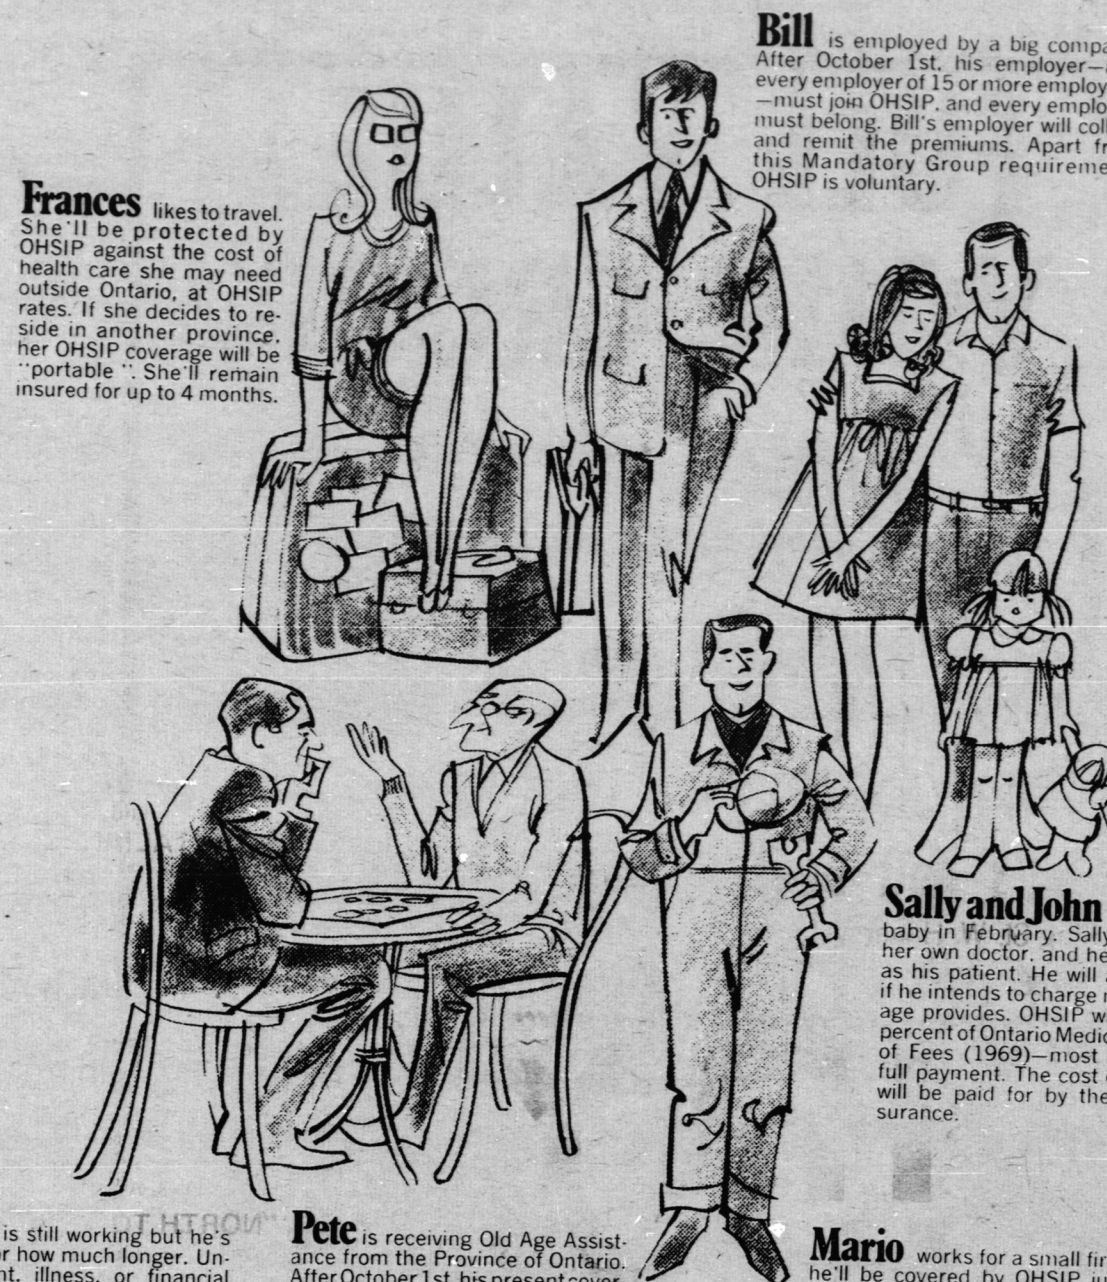 Bill is employed by a big
After October 1st, his employer—
every employer of 15 or more
—must join OHSIP, and every
must belong. Bill's employer will
and remit the premiums. Apart
this Mandatory Group
OHSIP is voluntary.
Frances likes to travel.
She'll be protected by
OHSIP against the cost of
health care she may need
outside Ontario, at OHSIP
rates. If she decides to re-
side in another province,
her OHSIP coverage will be
"portable". She'll remain
insured for up to 4 months.
Sally and John
baby in February. Sally
her own doctor, and he
as his patient. He will
if he intends to charge
age provides. OHSIP
percent of Ontario
of Fees (1969)—most
full payment. The cost
will be paid for by the
surance.
is still working but he's
how much longer. Un-
illness, or financial
Pete is receiving Old Age Assist-
ance from the Province of Ontario.
After October 1st, his present cover-
Mario works for a small
he'll be covered by OHSIP
"NORTH TO